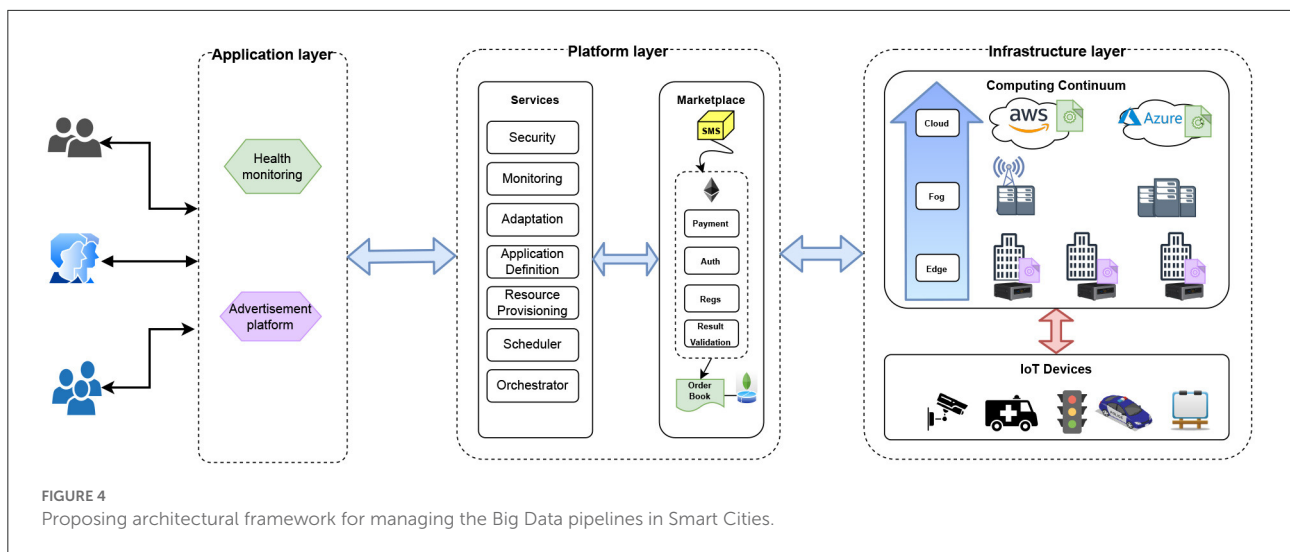 Application layer
Health
monitoring
Advertisement
platform
Platform layer
Services
Security
Monitoring
Adaptation
Application
Definition
Resource
Provisioning
Scheduler
Orchestrator
Marketplace
SMS
Payment
Auth
Regs
Result
Validation
Order
Book
Infrastructure layer
Computing Continuum
Cloud
aws
Azure
Fog
Edge
IoT Devices
FIGURE 4
Proposing architectural framework for managing the Big Data pipelines in Smart Cities.